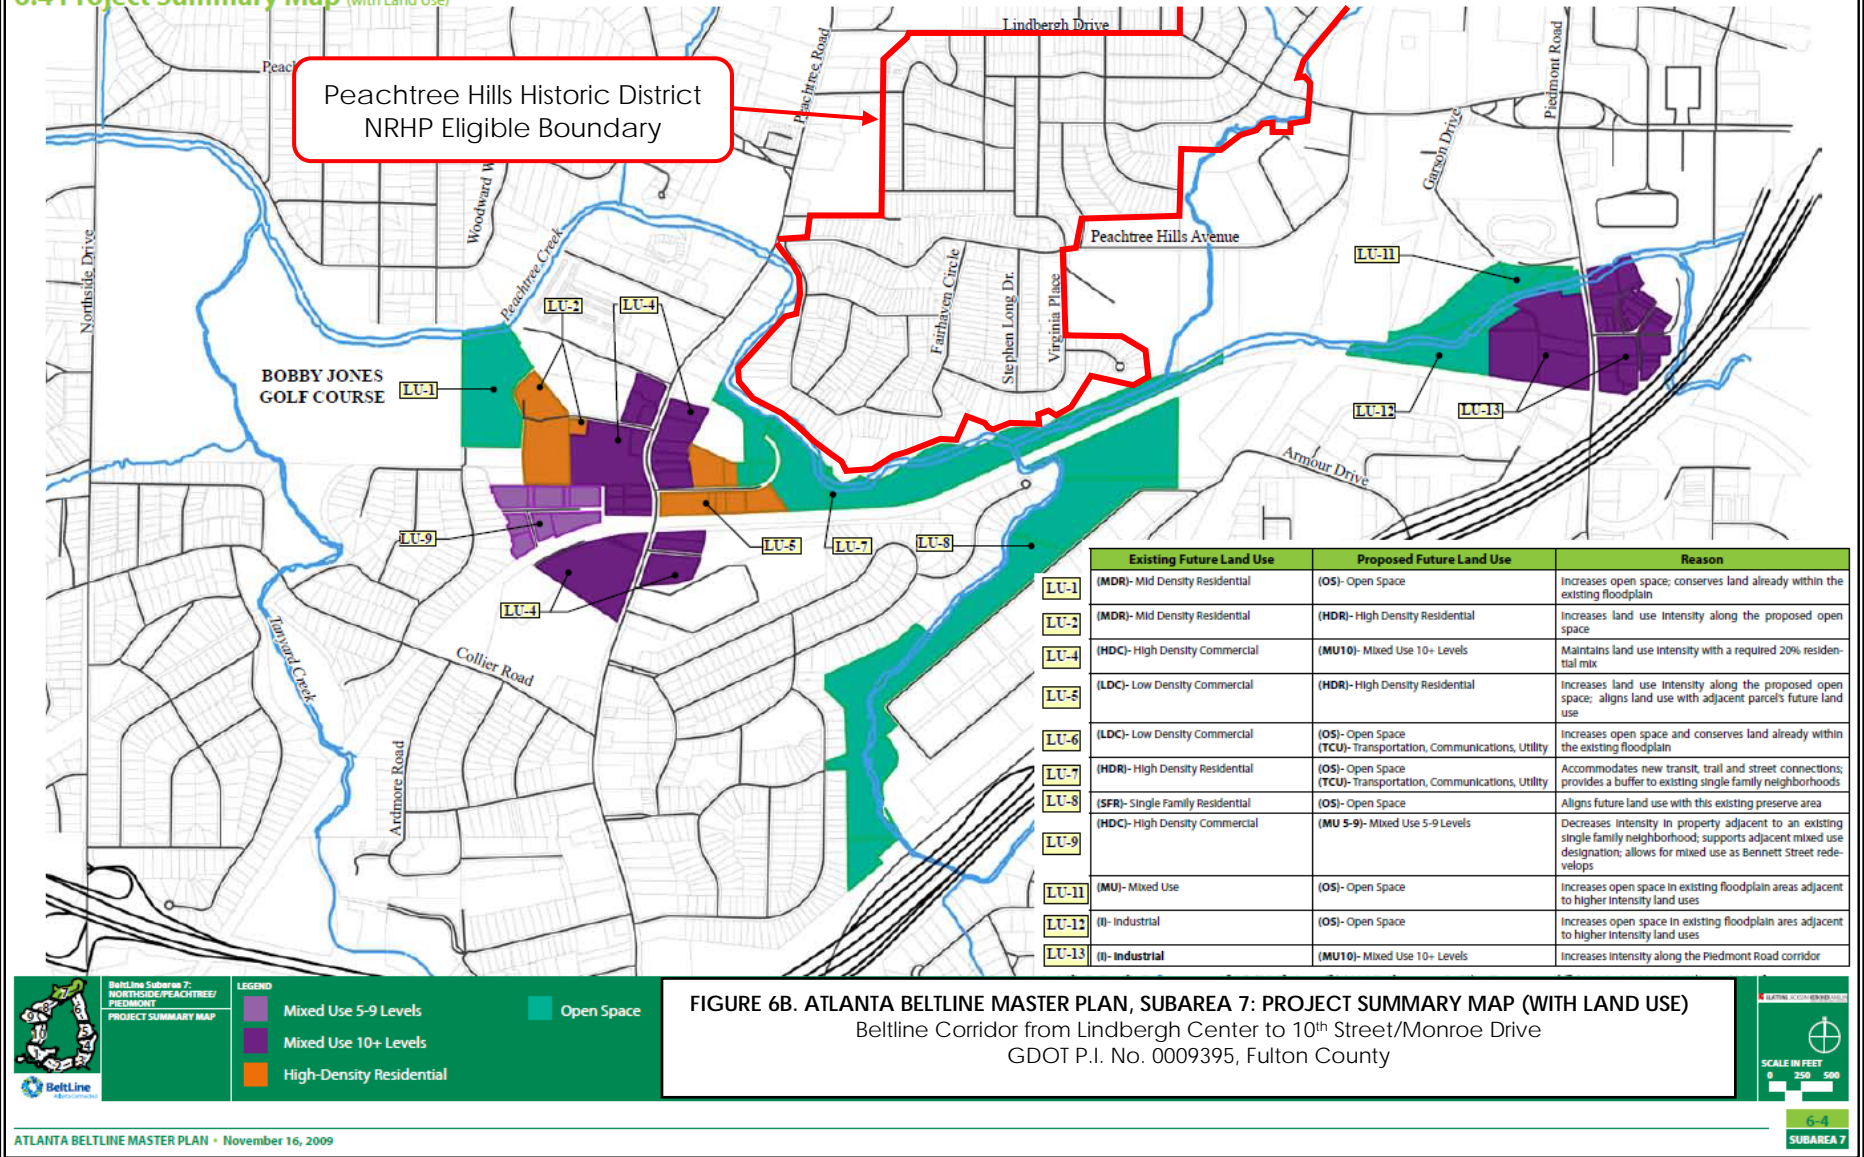 6.4 Project Summary Map (with Land Use)
Lindbergh Drive
Peachtree Road
Piedmont Road
Peachtree Hills Historic District
NRHP Eligible Boundary
Garson Drive
Woodward
Northside Drive
Peachtree Creek
Peachtree Hills Avenue
Fairhaven Circle
Stephen Long Dr.
Virginia Place
LU-11
LU-2
LU-4
BOBBY JONES
GOLF COURSE
LU-1
LU-12
LU-13
Armour Drive
LU-9
LU-5
LU-7
LU-8
LU-4
Tanyard Creek
Collier Road
Ardmore Road
Existing Future Land Use Proposed Future Land Use Reason
LU-1 (MDR)- Mid Density Residential (OS)- Open Space Increases open space; conserves land already within the
existing floodplain
LU-2 (MDR)- Mid Density Residential (HDR)- High Density Residential Increases land use intensity along the proposed open
space
LU-4 (HDC)- High Density Commercial (MU10)- Mixed Use 10+ Levels Maintains land use intensity with a required 20% residen-
tial mix
LU-5 (LDC)- Low Density Commercial (HDR)- High Density Residential Increases land use intensity along the proposed open
space; aligns land use with adjacent parcel's future land
use
LU-6 (LDC)- Low Density Commercial (OS)- Open Space Increases open space and conserves land already within
(TCU)- Transportation, Communications, Utility the existing floodplain
LU-7 (HDR)- High Density Residential (OS)- Open Space Accommodates new transit, trail and street connections;
(TCU)- Transportation, Communications, Utility provides a buffer to existing single family neighborhoods
LU-8 (SFR)- Single Family Residential (OS)- Open Space Aligns future land use with this existing preserve area
LU-9 (HDC)- High Density Commercial (MU 5-9)- Mixed Use 5-9 Levels Decreases intensity in property adjacent to an existing
single family neighborhood; supports adjacent mixed use
designation; allows for mixed use as Bennett Street rede-
velops
LU-11 (MU)- Mixed Use (OS)- Open Space Increases open space in existing floodplain areas adjacent
to higher intensity land uses
LU-12 (I)- Industrial (OS)- Open Space Increases open space in existing floodplain ares adjacent
to higher intensity land uses
LU-13 (I)- Industrial (MU10)- Mixed Use 10+ Levels Increases intensity along the Piedmont Road corridor
BeltLine Subarea 7:
NORTHSIDE/PEACHTREE/
PIEDMONT
PROJECT SUMMARY MAP
BeltLine
LEGEND
Mixed Use 5-9 Levels
Mixed Use 10+ Levels
High-Density Residential
Open Space
FIGURE 6B. ATLANTA BELTLINE MASTER PLAN, SUBAREA 7: PROJECT SUMMARY MAP (WITH LAND USE)
Beltline Corridor from Lindbergh Center to 10th Street/Monroe Drive
GDOT P.I. No. 0009395, Fulton County
SCALE IN FEET
0 250 500
6-4
SUBAREA 7
ATLANTA BELTLINE MASTER PLAN • November 16, 2009